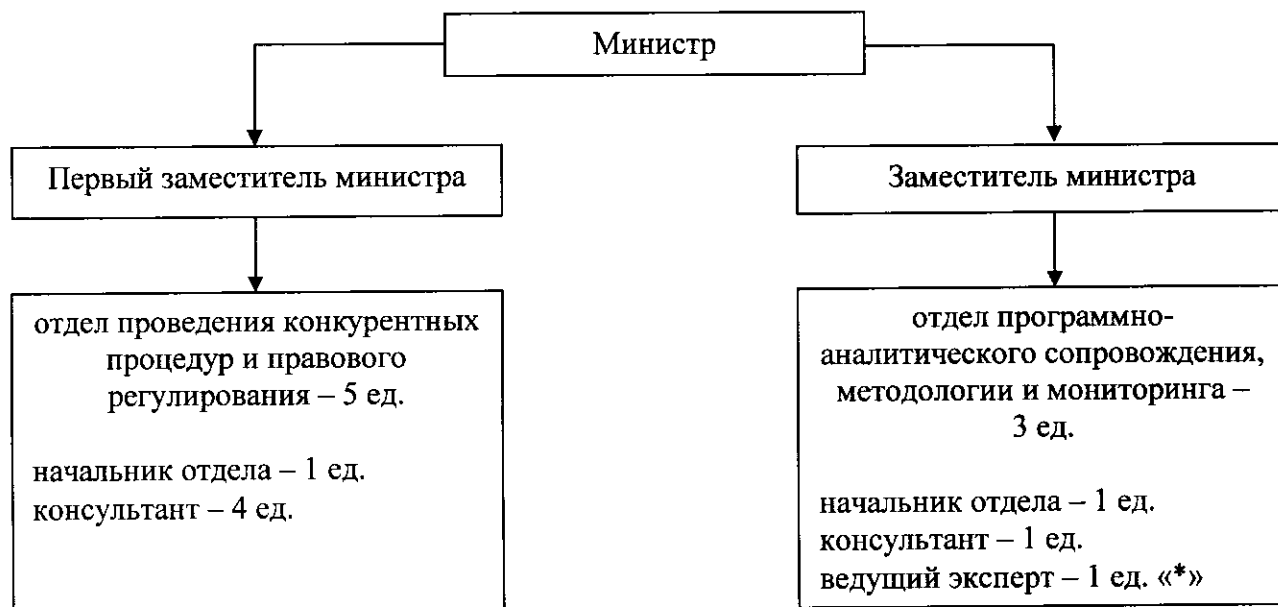 Министр
Первый заместитель министра
Заместитель министра
отдел проведения конкурентных
процедур и правового
регулирования – 5 ед.
начальник отдела – 1 ед.
консультант – 4 ед.
отдел программно-
аналитического сопровождения,
методологии и мониторинга –
3 ед.
начальник отдела – 1 ед.
консультант – 1 ед.
ведущий эксперт – 1 ед. «*»